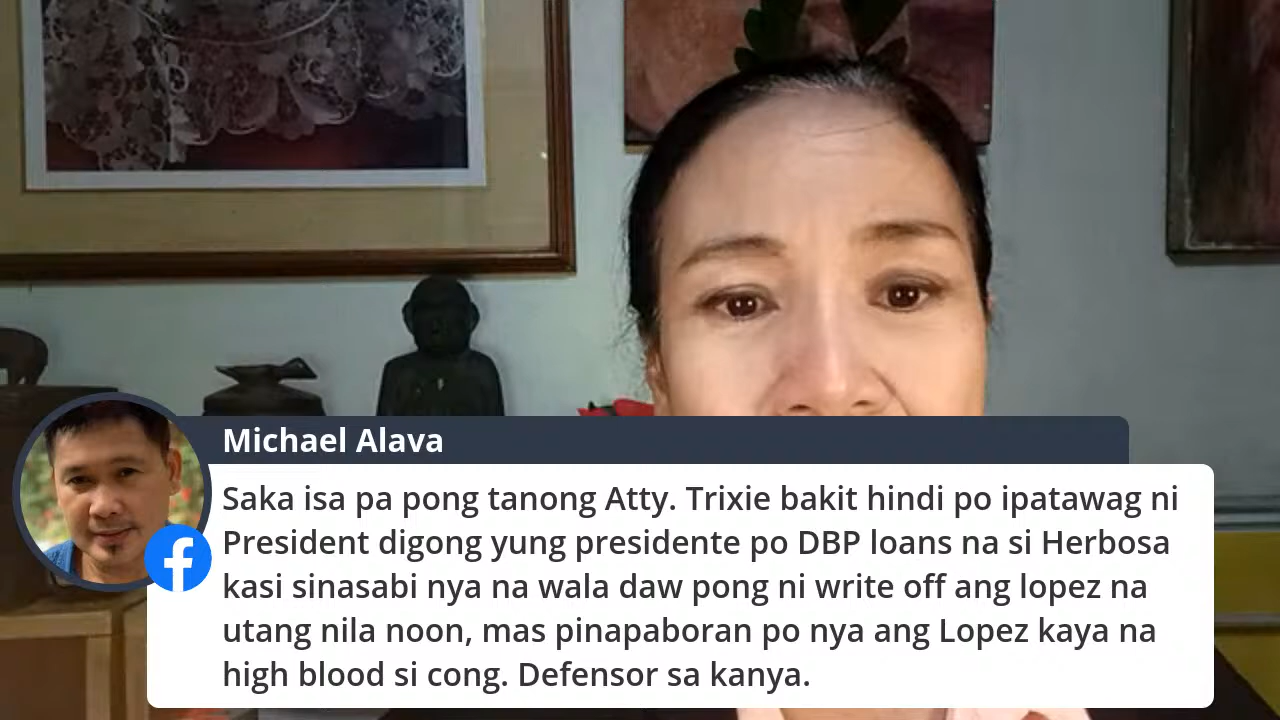 Michael Alava
Saka isa pa pong tanong Atty. Trixie bakit hindi po ipatawag ni
President digong yung presidente po DBP loans na si Herbosa
kasi sinasabi nya na wala daw pong ni write off ang lopez na
utang nila noon, mas pinapaboran po nya ang Lopez kaya na
high blood si cong. Defensor sa kanya.